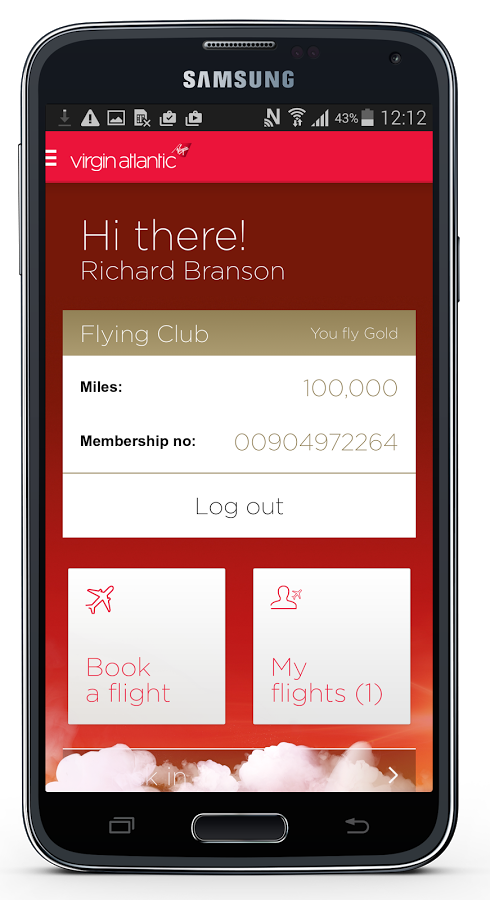 SAMSUNG
43% 12:12
virgin atlantic
Hi there!
Richard Branson
Flying Club You fly Gold
Miles: 100,000
Membership no: 00904972264
Log out
Book
a flight
My
flights (1)
k in